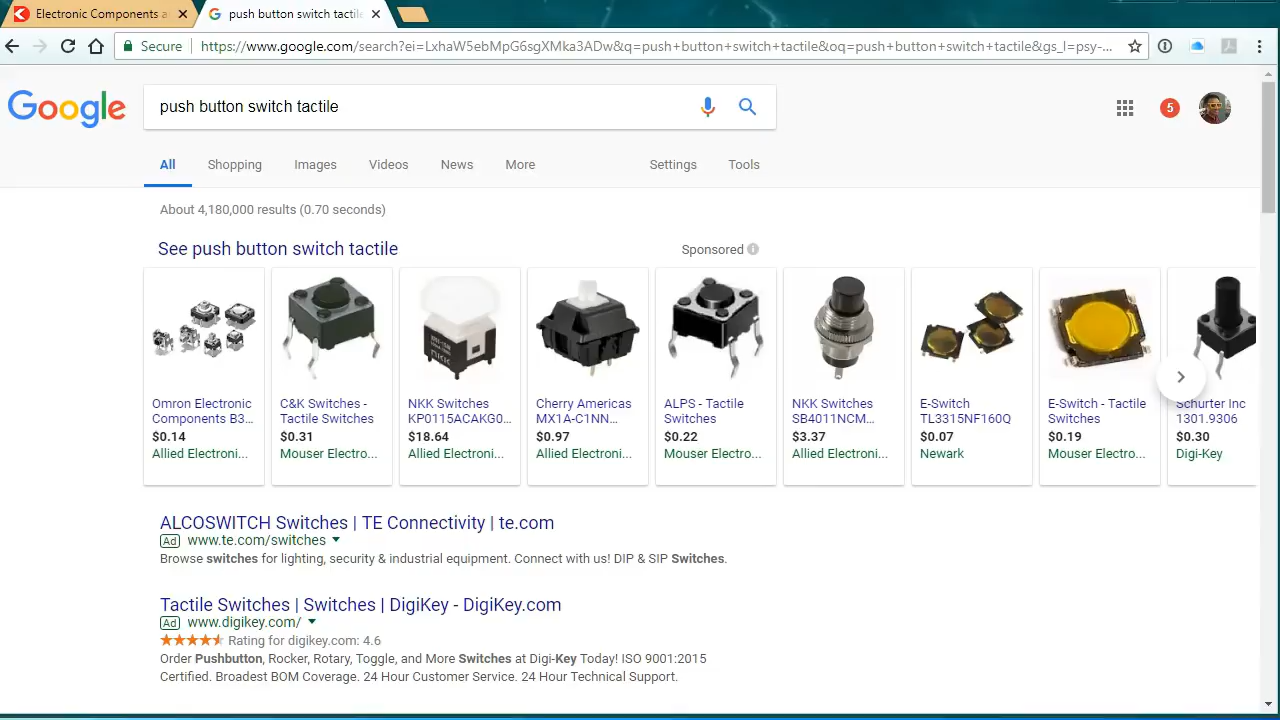 Electronic Components a
push button switch tactile
Secure
https://www.google.com/search?ei=LxhaW5eoMpG6sgXMka3ADw&q=push+button+switch+tactile&oq=push+button+switch+tactile&gs_l=psy-...
Google
push button switch tactile
5
All
Shopping
Images
Videos
News
More
Settings
Tools
About 4,180,000 results (0.70 seconds)
See push button switch tactile
Sponsored
Omron Electronic
Components B3...
$0.14
Allied Electroni...
C&K Switches -
Tactile Switches
$0.31
Mouser Electro...
NKK Switches
KP0115ACAKG0...
$18.64
Allied Electroni...
Cherry Americas
MX1A-C1NN...
$0.97
Allied Electroni...
ALPS - Tactile
Switches
$0.22
Mouser Electro...
NKK Switches
SB4011NCM...
$3.37
Allied Electroni...
E-Switch
TL3315NF160Q
$0.07
Newark
E-Switch - Tactile
Switches
$0.19
Mouser Electro...
Schurter Inc
1301.9306
$0.30
Digi-Key
ALCOSWITCH Switches | TE Connectivity | te.com
Ad www.te.com/switches
Browse switches for lighting, security & industrial equipment. Connect with us! DIP & SIP Switches.
Tactile Switches | Switches | DigiKey - DigiKey.com
Ad www.digikey.com/
Rating for digikey.com: 4.6
Order Pushbutton, Rocker, Rotary, Toggle, and More Switches at Digi-Key Today! ISO 9001:2015
Certified. Broadest BOM Coverage. 24 Hour Customer Service. 24 Hour Technical Support.